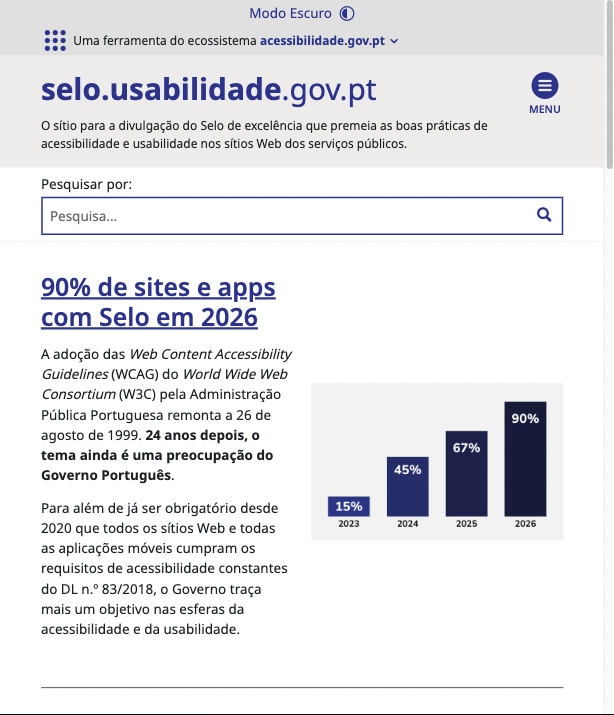 Modo Escuro
Uma ferramenta do ecossistema acessibilidade.gov.pt
selo.usabilidade.gov.pt
MENU
O sítio para a divulgação do Selo de excelência que premeia as boas práticas de
acessibilidade e usabilidade nos sítios Web dos serviços públicos.
Pesquisar por:
Pesquisa...
90% de sites e apps
com Selo em 2026
A adoção das Web Content Accessibility
Guidelines (WCAG) do World Wide Web
Consortium (W3C) pela Administração
Pública Portuguesa remonta a 26 de
agosto de 1999. 24 anos depois, o
tema ainda é uma preocupação do
Governo Português.
Para além de já ser obrigatório desde
2020 que todos os sítios Web e todas
as aplicações móveis cumpram os
requisitos de acessibilidade constantes
do DL n.º 83/2018, o Governo traça
mais um objetivo nas esferas da
acessibilidade e da usabilidade.
15% 45% 67% 90%
2023 2024 2025 2026